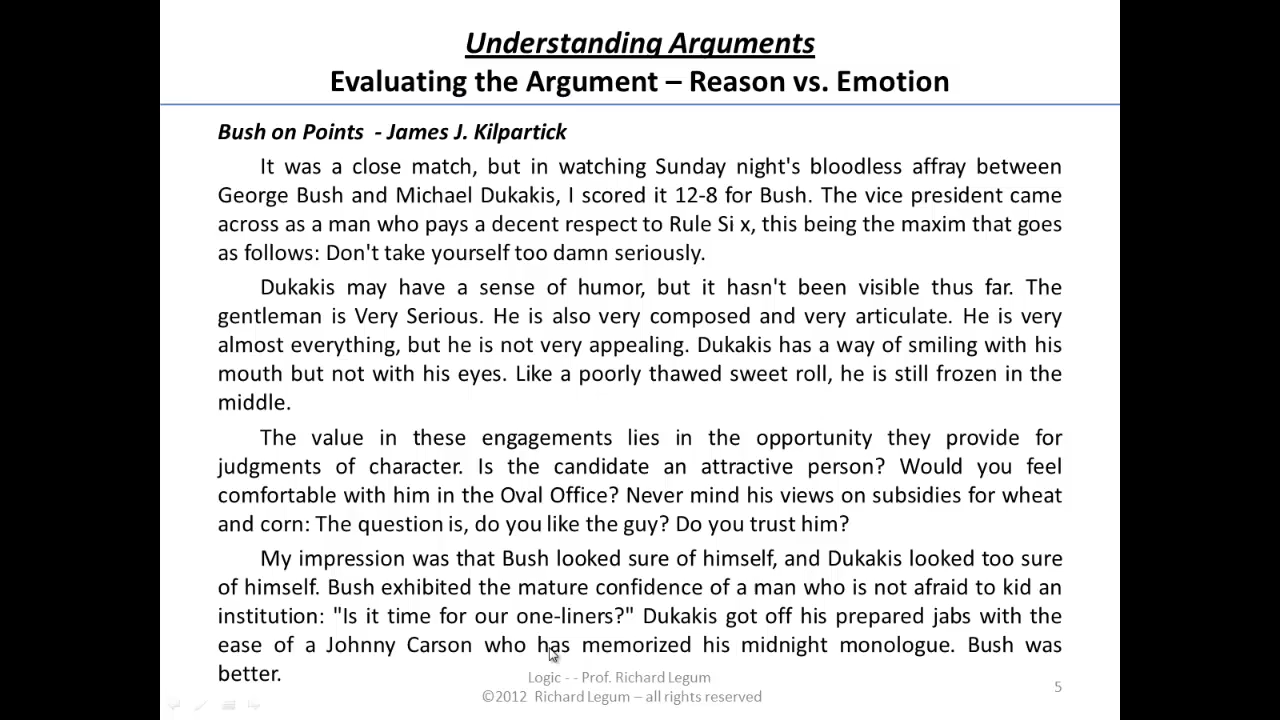 Understanding Arguments
Evaluating the Argument – Reason vs. Emotion
Bush on Points - James J. Kilpartick
It was a close match, but in watching Sunday night's bloodless affray between
George Bush and Michael Dukakis, I scored it 12-8 for Bush. The vice president came
across as a man who pays a decent respect to Rule Si x, this being the maxim that goes
as follows: Don't take yourself too damn seriously.
Dukakis may have a sense of humor, but it hasn't been visible thus far. The
gentleman is Very Serious. He is also very composed and very articulate. He is very
almost everything, but he is not very appealing. Dukakis has a way of smiling with his
mouth but not with his eyes. Like a poorly thawed sweet roll, he is still frozen in the
middle.
The value in these engagements lies in the opportunity they provide for
judgments of character. Is the candidate an attractive person? Would you feel
comfortable with him in the Oval Office? Never mind his views on subsidies for wheat
and corn: The question is, do you like the guy? Do you trust him?
My impression was that Bush looked sure of himself, and Dukakis looked too sure
of himself. Bush exhibited the mature confidence of a man who is not afraid to kid an
institution: "Is it time for our one-liners?" Dukakis got off his prepared jabs with the
ease of a Johnny Carson who has memorized his midnight monologue. Bush was
better.
Logic - - Prof. Richard Legum
©2012 Richard Legum – all rights reserved
5